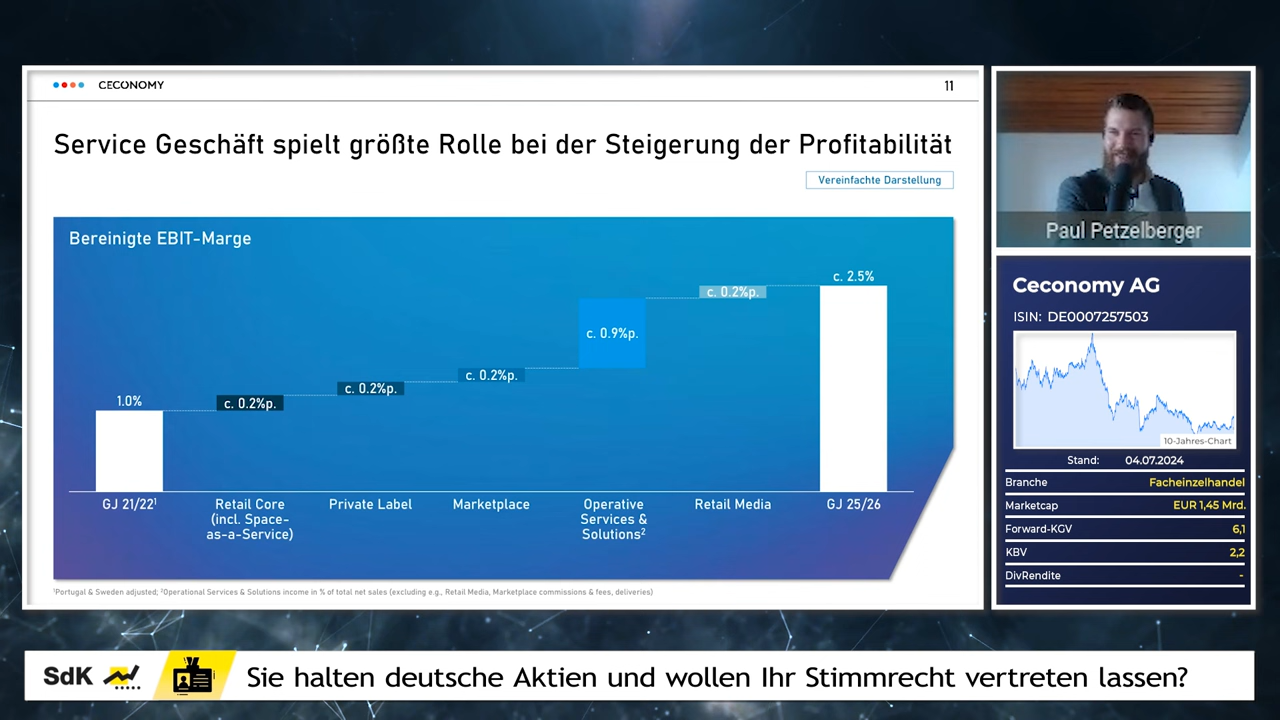 CECONOMY
11
Service Geschäft spielt größte Rolle bei der Steigerung der Profitabilität
Vereinfachte Darstellung
Bereinigte EBIT-Marge
1.0%
c. 0.2%p.
c. 0.2%p.
c. 0.2%p.
c. 0.9%p.
c. 0.2%p.
c. 2.5%
GJ 21/22¹
Retail Core
(incl. Space-
as-a-Service)
Private Label
Marketplace
Operative
Services &
Solutions²
Retail Media
GJ 25/26
¹Portugal & Sweden adjusted; ²Operational Services & Solutions income in % of total net sales (excluding e.g., Retail Media, Marketplace commissions & fees, deliveries)
Paul Petzelberger
Ceconomy AG
ISIN: DE0007257503
10-Jahres-Chart
Stand: 04.07.2024
Branche Facheinzelhandel
Marketcap EUR 1,45 Mrd.
Forward-KGV 6,1
KBV 2,2
DivRendite -
SdK
Sie halten deutsche Aktien und wollen Ihr Stimmrecht vertreten lassen?